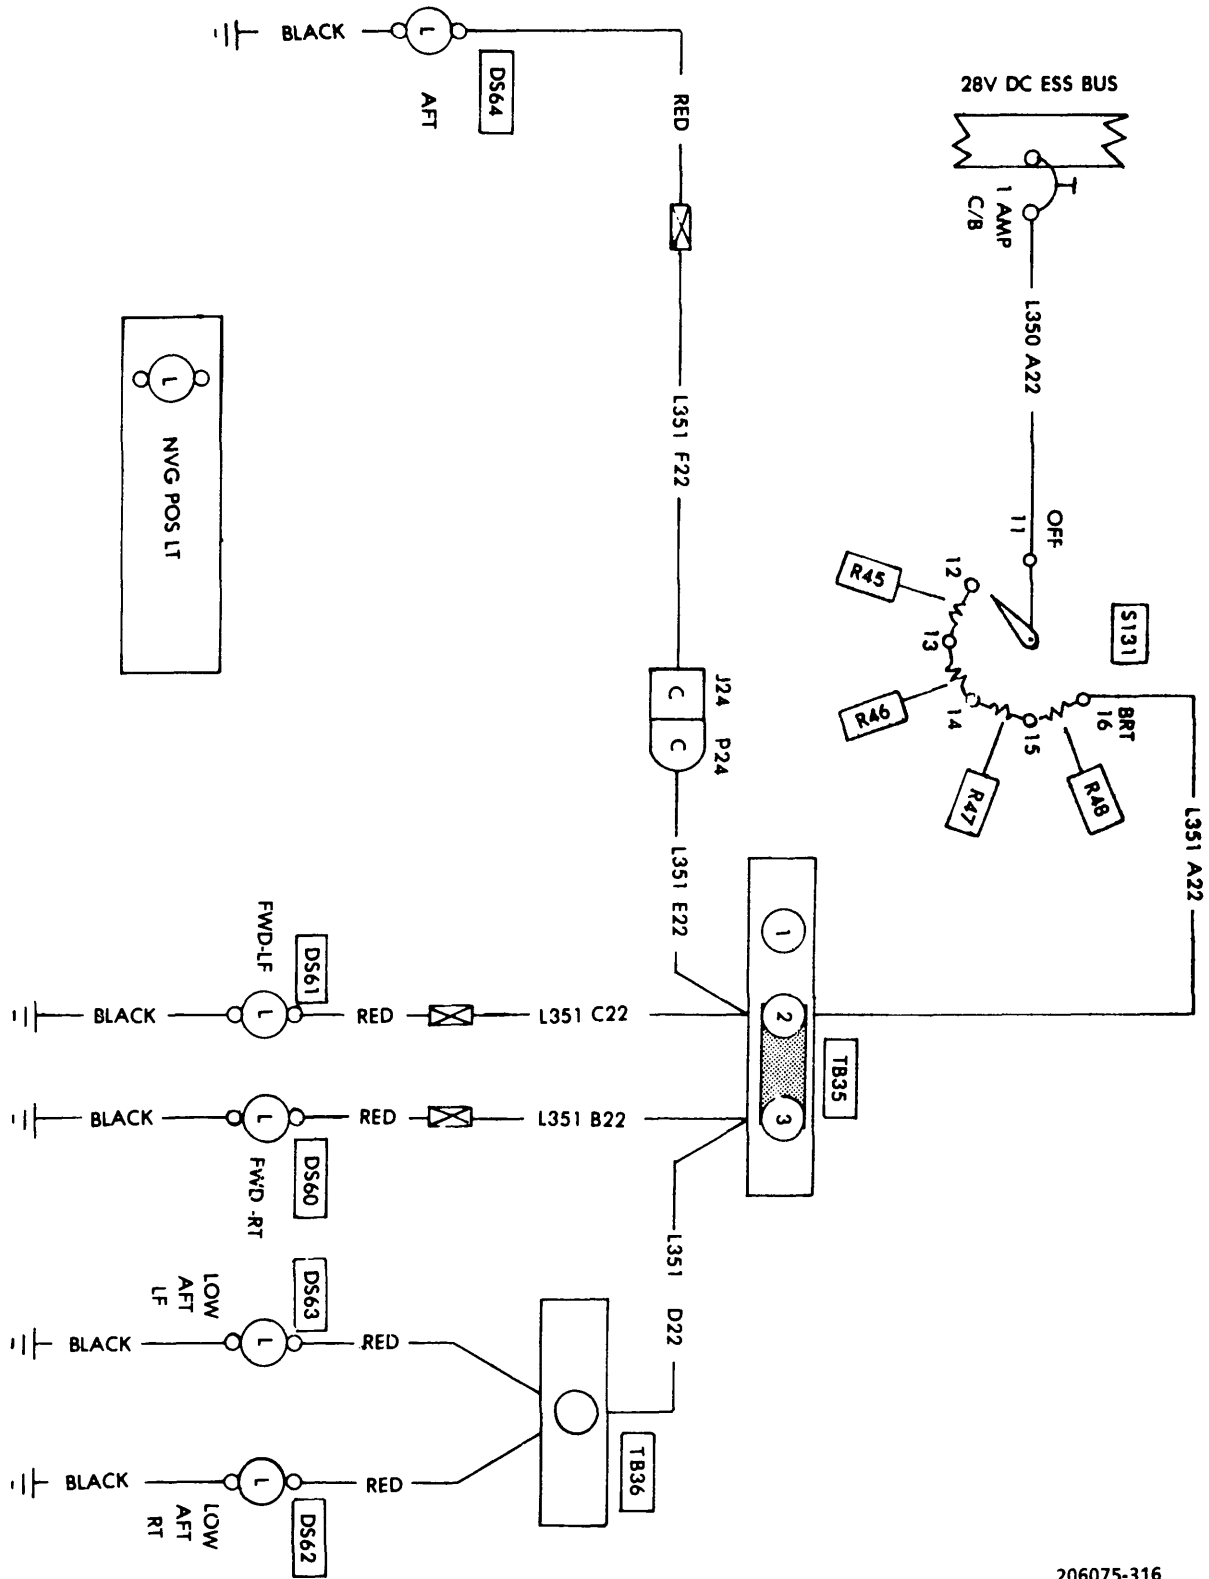 BLACK
L
DS64
AFT
RED
L351 F22
J24 P24
C
C
L351 E22
28V DC ESS BUS
1 AMP
C/B
L350 A22
OFF
11
12
13
14
15
16
BRT
S131
R45
R46
R47
R48
L351 A22
L
NVG POS LT
1
2
3
TB35
FWD-LF
DS61
BLACK
L
RED
L351 C22
BLACK
L
RED
L351 B22
FWD -RT
DS60
L351 D22
LOW
AFT
LF
DS63
BLACK
L
RED
TB36
BLACK
L
RED
LOW
AFT
RT
DS62
206075-316